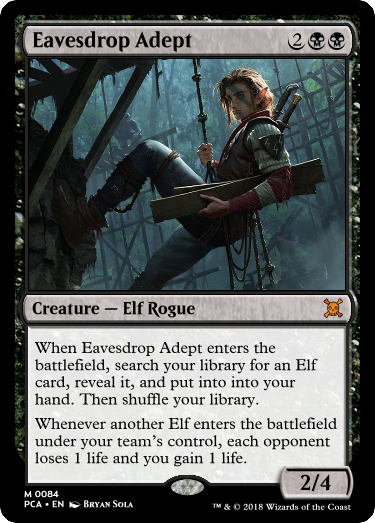 Eavesdrop Adept 2
Creature — Elf Rogue
When Eavesdrop Adept enters the
battlefield, search your library for an Elf
card, reveal it, and put into into your
hand. Then shuffle your library.
Whenever another Elf enters the battlefield
under your team's control, each opponent
loses 1 life and you gain 1 life.
2/4
M 0084
PCA • EN Bryan Sola
™ & © 2018 Wizards of the Coast